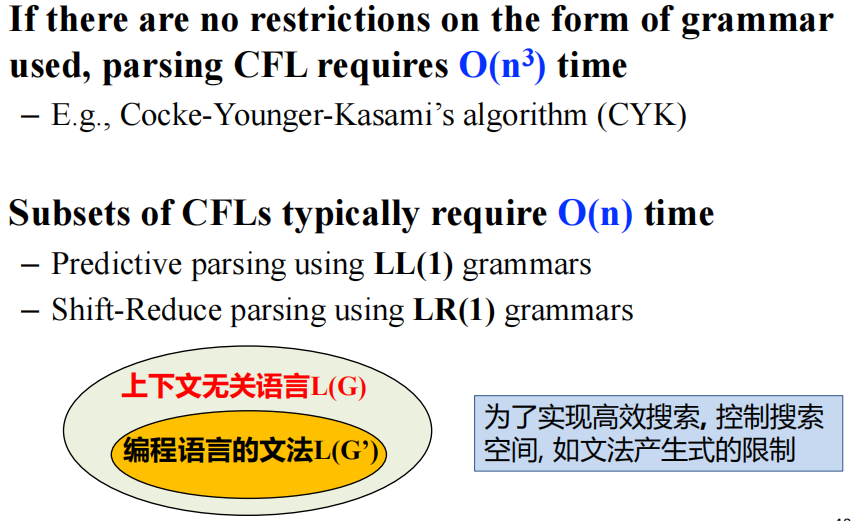 If there are no restrictions on the form of grammar
used, parsing CFL requires O(n³) time
– E.g., Cocke-Younger-Kasami’s algorithm (CYK)
Subsets of CFLs typically require O(n) time
– Predictive parsing using LL(1) grammars
– Shift-Reduce parsing using LR(1) grammars
上下文无关语言L(G)
编程语言的文法L(G’)
为了实现高效搜索, 控制搜索
空间, 如文法产生式的限制